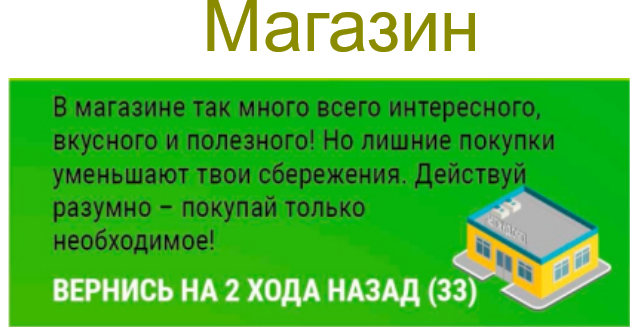 Магазин
В магазине так много всего интересного,
вкусного и полезного! Но лишние покупки
уменьшают твои сбережения. Действуй
разумно – покупай только
необходимое!
ВЕРНИСЬ НА 2 ХОДА НАЗАД (33)